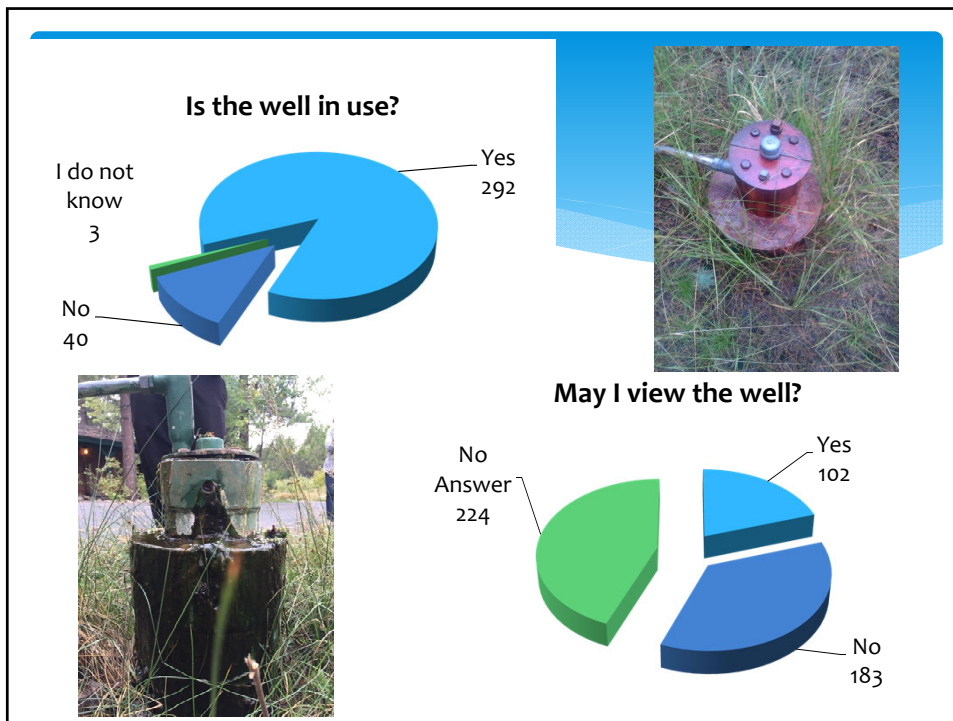 Is the well in use?
Yes
292
I do not
know
3
No
40
May I view the well?
No
Answer
224
Yes
102
No
183